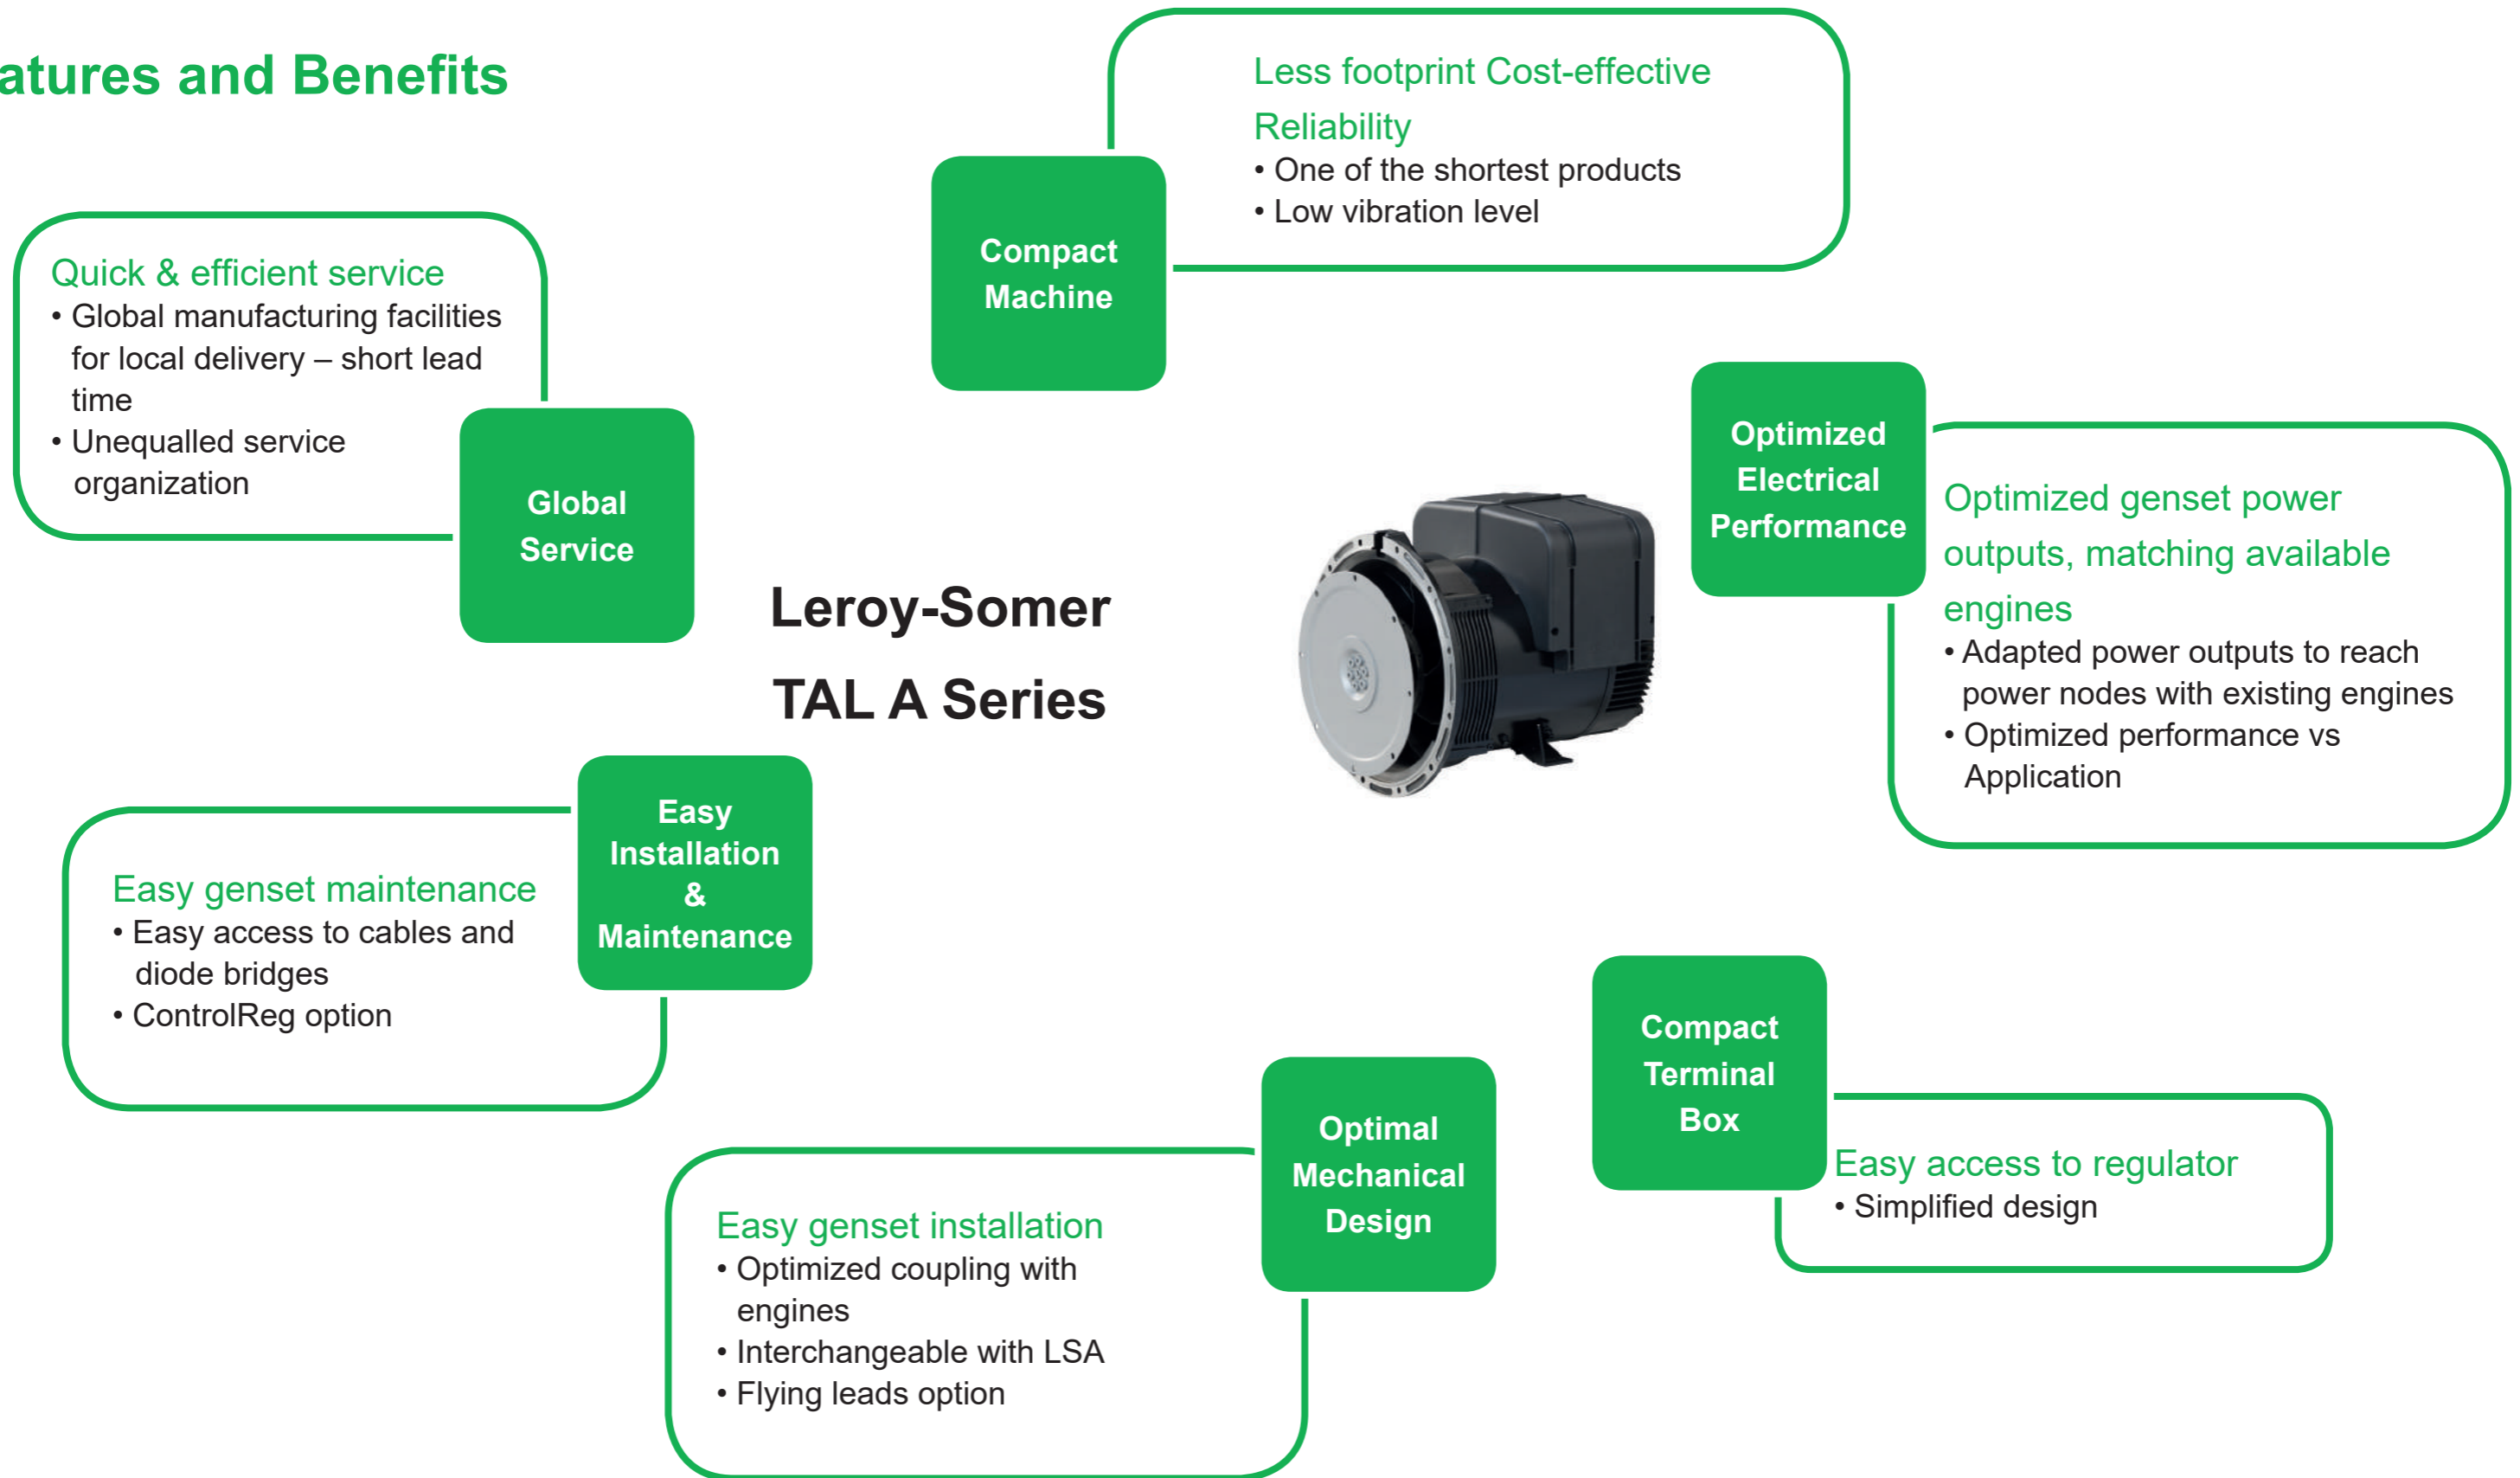 atures and Benefits
Less footprint Cost-effective
Reliability
• One of the shortest products
• Low vibration level
Compact
Machine
Quick & efficient service
• Global manufacturing facilities
for local delivery – short lead
time
• Unequalled service
organization
Global
Service
Optimized
Electrical
Performance
Optimized genset power
outputs, matching available
engines
• Adapted power outputs to reach
power nodes with existing engines
• Optimized performance vs
Application
Leroy-Somer
TAL A Series
Easy
Installation
&
Maintenance
Easy genset maintenance
• Easy access to cables and
diode bridges
• ControlReg option
Compact
Terminal
Box
Easy access to regulator
• Simplified design
Optimal
Mechanical
Design
Easy genset installation
• Optimized coupling with
engines
• Interchangeable with LSA
• Flying leads option